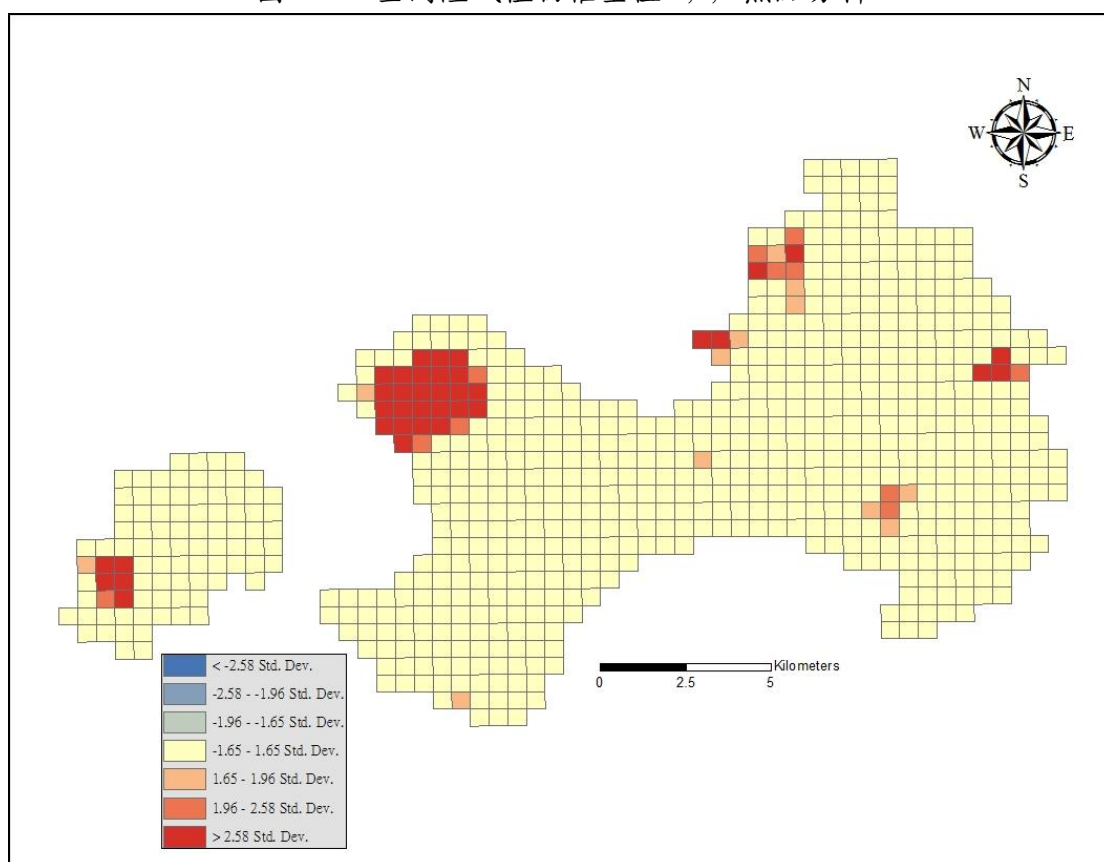 N
W E
S
Kilometers
0 2.5 5
< -2.58 Std. Dev.
-2.58 - -1.96 Std. Dev.
-1.96 - -1.65 Std. Dev.
-1.65 - 1.65 Std. Dev.
1.65 - 1.96 Std. Dev.
1.96 - 2.58 Std. Dev.
> 2.58 Std. Dev.